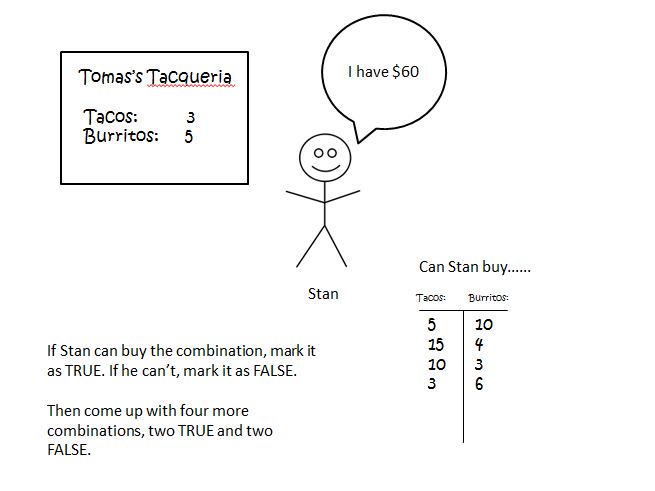 Tomas's Tacqueria
Tacos: 3
Burritos: 5
I have $60
Stan
Can Stan buy......
Tacos: Burritos:
5 10
15 4
10 3
3 6
If Stan can buy the combination, mark it
as TRUE. If he can't, mark it as FALSE.
Then come up with four more
combinations, two TRUE and two
FALSE.